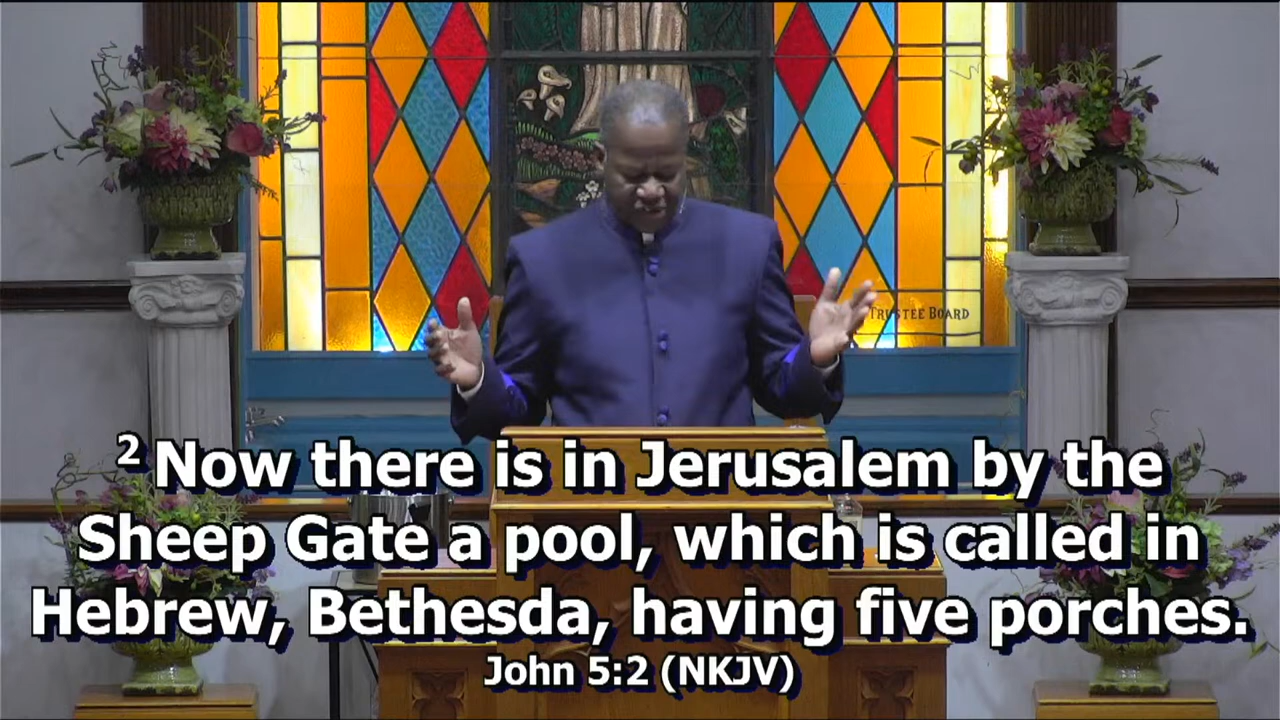 TRUSTEE BOARD
2 Now there is in Jerusalem by the
Sheep Gate a pool, which is called in
Hebrew, Bethesda, having five porches.
John 5:2 (NKJV)